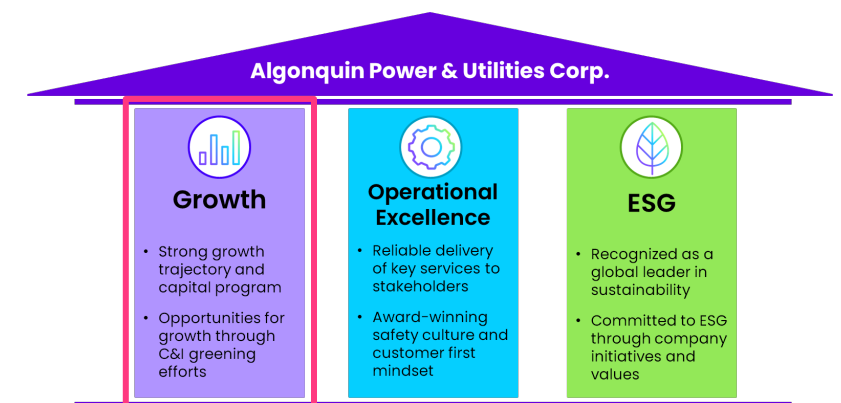 Algonquin Power & Utilities Corp.
Growth
• Strong growth
trajectory and
capital program
• Opportunities for
growth through
C&I greening
efforts
Operational
Excellence
• Reliable delivery
of key services to
stakeholders
• Award-winning
safety culture and
customer first
mindset
ESG
• Recognized as a
global leader in
sustainability
• Committed to ESG
through company
initiatives and
values